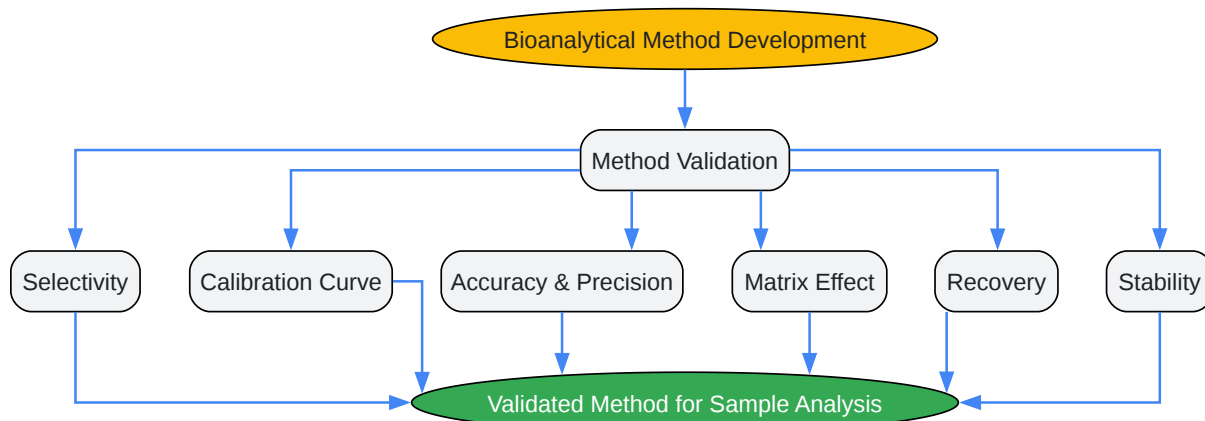 Bioanalytical Method Development
Method Validation
Selectivity
Calibration Curve
Accuracy & Precision
Matrix Effect
Recovery
Stability
Validated Method for Sample Analysis